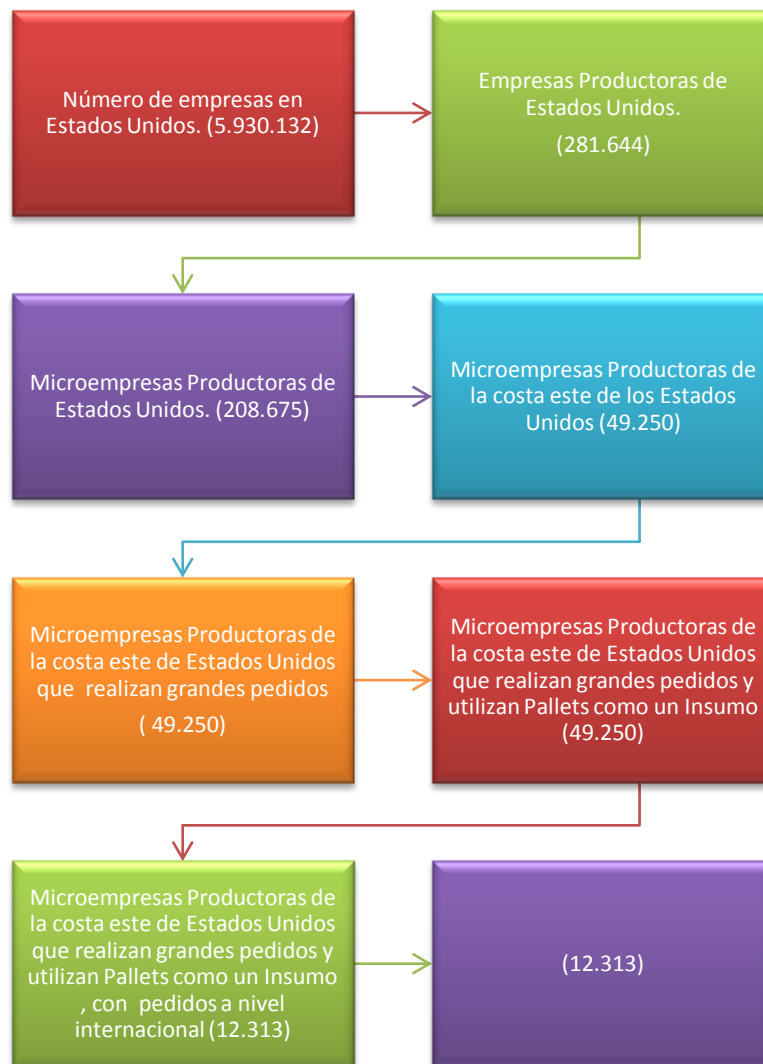 Número de empresas en
Estados Unidos. (5.930.132)
Empresas Productoras de
Estados Unidos.
(281.644)
Microempresas Productoras de
Estados Unidos. (208.675)
Microempresas Productoras de
la costa este de los Estados
Unidos (49.250)
Microempresas Productoras de
la costa este de Estados Unidos
que realizan grandes pedidos
( 49.250)
Microempresas Productoras de
la costa este de Estados Unidos
que realizan grandes pedidos y
utilizan Pallets como un Insumo
(49.250)
Microempresas Productoras de
la costa este de Estados Unidos
que realizan grandes pedidos y
utilizan Pallets como un Insumo
, con pedidos a nivel
internacional (12.313)
(12.313)